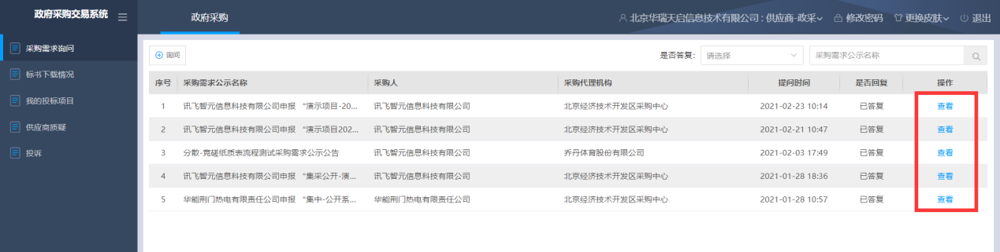 政府采购交易系统 政府采购 北京华瑞天启信息技术有限公司 : 供应商-政采 修改密码 更换皮肤 退出
采购需求询问
标书下载情况
我的投标项目
供应商质疑
投诉
询问 是否答复: 请选择 采购需求公示名称
序号 采购需求公示名称 采购人 采购代理机构 提问时间 是否回复 操作
1 讯飞智元信息科技有限公司申报 “演示项目-20... 讯飞智元信息科技有限公司 北京经济技术开发区采购中心 2021-02-23 10:14 已答复 查看
2 讯飞智元信息科技有限公司申报 “演示项目202... 讯飞智元信息科技有限公司 北京经济技术开发区采购中心 2021-02-21 10:47 已答复 查看
3 分散-竞磋纸质表流程测试采购需求公示公告 讯飞智元信息科技有限公司 乔丹体育股份有限公司 2021-02-03 17:49 已答复 查看
4 讯飞智元信息科技有限公司申报 “集采公开-演... 讯飞智元信息科技有限公司 北京经济技术开发区采购中心 2021-01-28 18:36 已答复 查看
5 华能荆门热电有限责任公司申报 “集中-公开系... 华能荆门热电有限责任公司 北京经济技术开发区采购中心 2021-01-28 10:57 已答复 查看